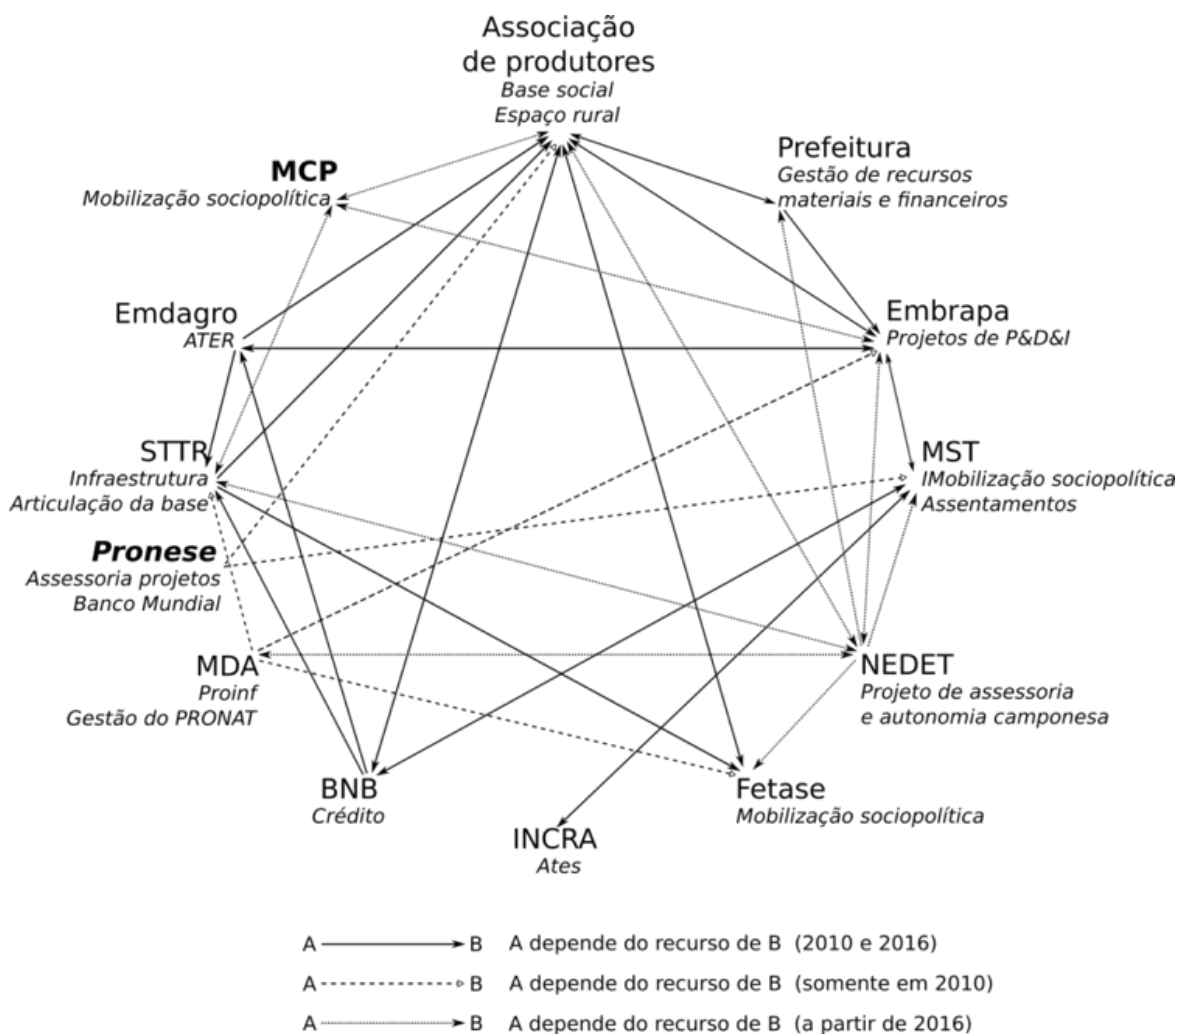 Associação
de produtores
Base social
Espaço rural
Prefeitura
Gestão de recursos
materiais e financeiros
MCP
Mobilização sociopolítica
Emdagro
ATER
Embrapa
Projetos de P&D&I
STTR
Infraestrutura
Articulação da base
MST
IMobilização sociopolítica
Assentamentos
Pronese
Assessoria projetos
Banco Mundial
MDA
Proinf
Gestão do PRONAT
NEDET
Projeto de assessoria
e autonomia camponesa
BNB
Crédito
Fetase
Mobilização sociopolítica
INCRA
Ates
A B A depende do recurso de B (2010 e 2016)
A B A depende do recurso de B (somente em 2010)
A B A depende do recurso de B (a partir de 2016)